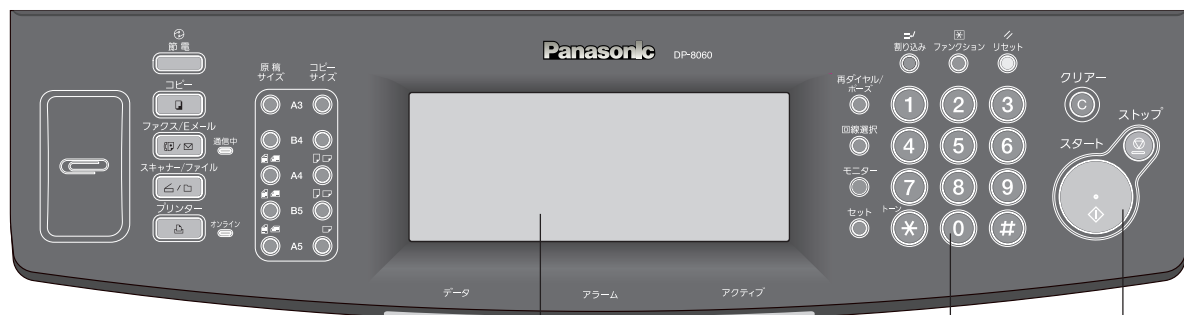 節電
コピー
ファクス/Eメール
通信中
スキャナー/ファイル
プリンター
オンライン
原稿
サイズ
コピー
サイズ
A3
B4
A4
B5
A5
Panasonic DP-8060
データ
アラーム
アクティブ
割り込み ファンクション リセット
再ダイヤル/
ポーズ
回線選択
モニター
セット
トーン
1 2 3
4 5 6
7 8 9
* 0 #
クリアー
C
ストップ
スタート